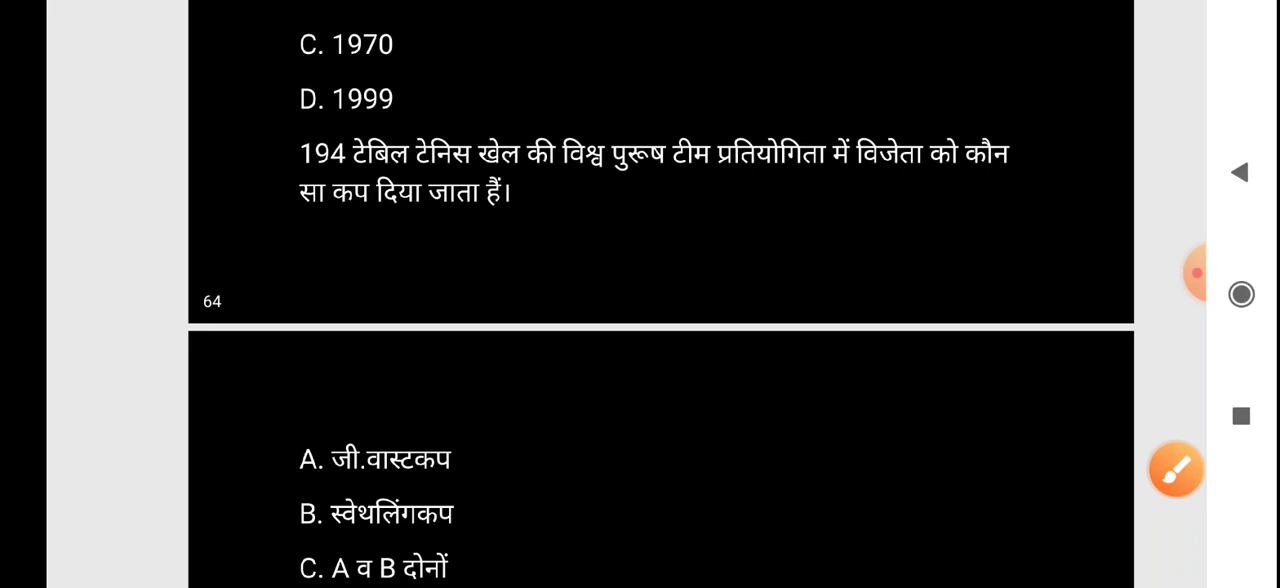 C. 1970
D. 1999
194 टेबिल टेनिस खेल की विश्व पुरूष टीम प्रतियोगिता में विजेता को कौन
सा कप दिया जाता हैं।
64
A. जी.वास्टकप
B. स्वेथलिंगकप
C. A व B दोनों